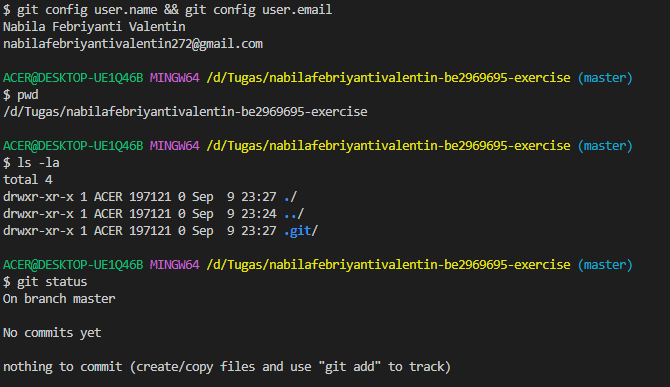 $ git config user.name && git config user.email
Nabila Febriyanti Valentin
nabilafebriyantivalentin272@gmail.com
ACER@DESKTOP-UE1Q46B MINGW64 /d/Tugas/nabilafebriyantivalentin-be2969695-exercise (master)
$ pwd
/d/Tugas/nabilafebriyantivalentin-be2969695-exercise
ACER@DESKTOP-UE1Q46B MINGW64 /d/Tugas/nabilafebriyantivalentin-be2969695-exercise (master)
$ ls -la
total 4
drwxr-xr-x 1 ACER 197121 0 Sep  9 23:27 ./
drwxr-xr-x 1 ACER 197121 0 Sep  9 23:24 ../
drwxr-xr-x 1 ACER 197121 0 Sep  9 23:27 .git/
ACER@DESKTOP-UE1Q46B MINGW64 /d/Tugas/nabilafebriyantivalentin-be2969695-exercise (master)
$ git status
On branch master
No commits yet
nothing to commit (create/copy files and use "git add" to track)